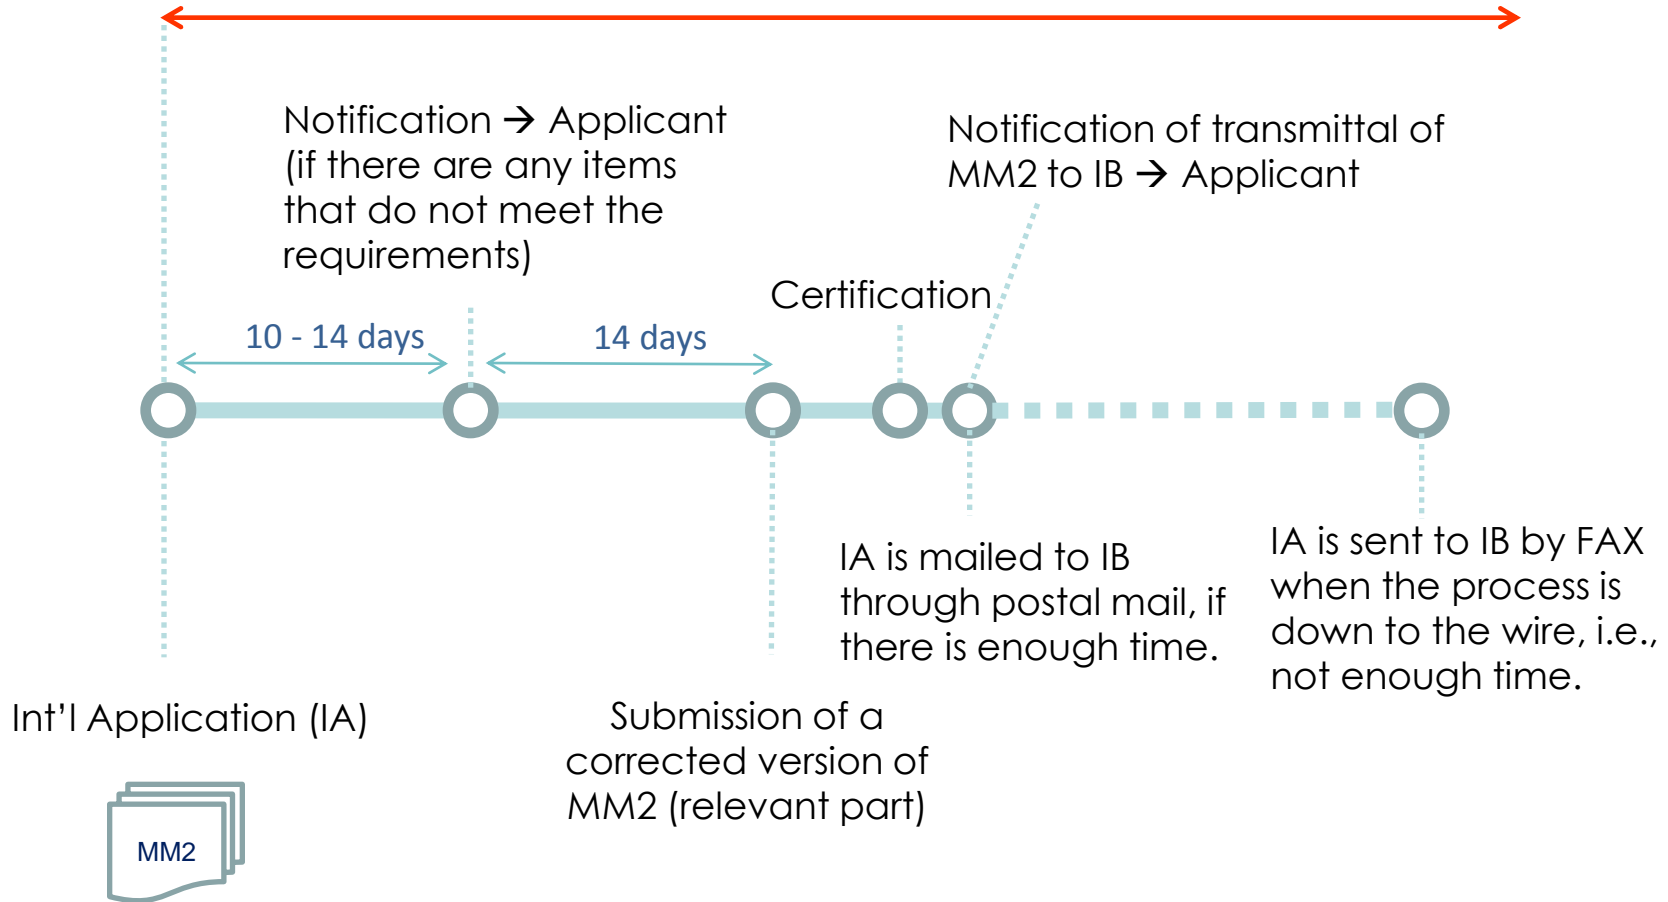 Notification → Applicant
(if there are any items
that do not meet the
requirements)
Notification of transmittal of
MM2 to IB → Applicant
Certification
10 - 14 days
14 days
IA is mailed to IB
through postal mail, if
there is enough time.
IA is sent to IB by FAX
when the process is
down to the wire, i.e.,
not enough time.
Int’l Application (IA)
Submission of a
corrected version of
MM2 (relevant part)
MM2